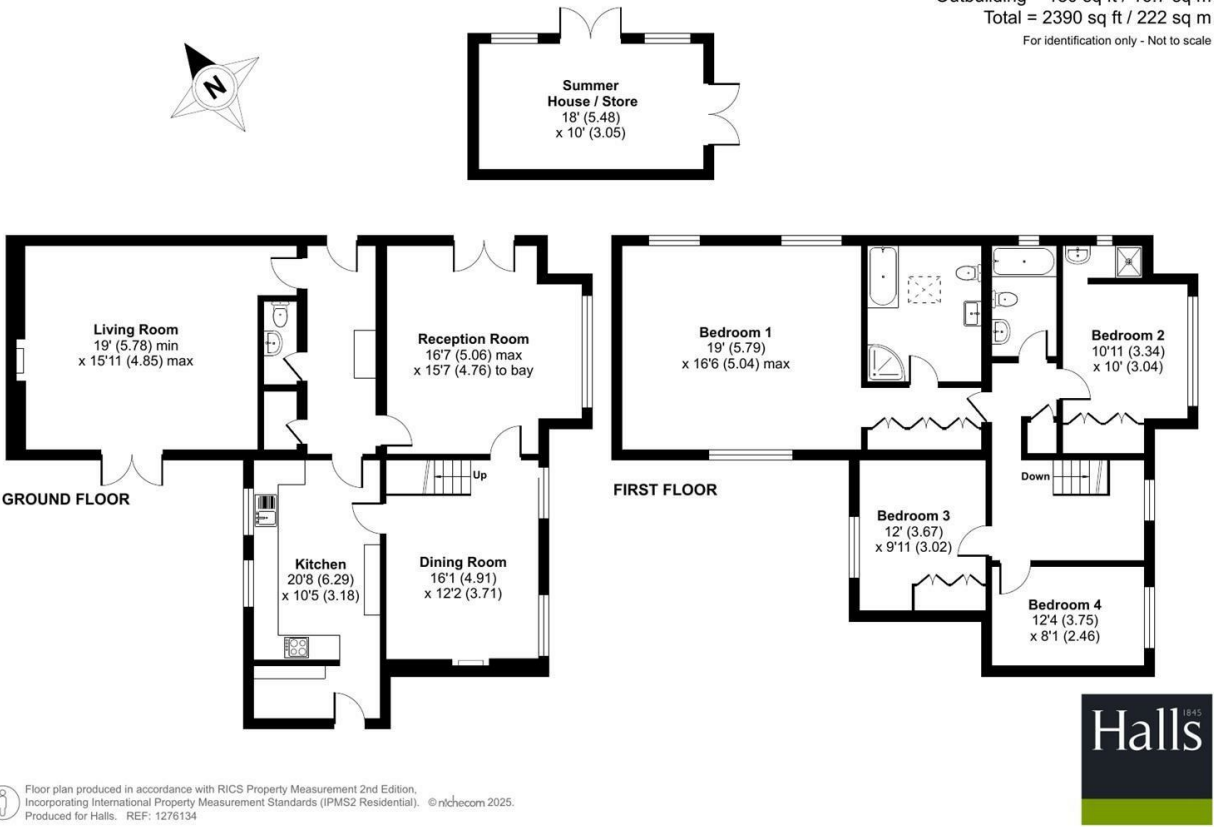 Total = 2390 sq ft / 222 sq m
For identification only - Not to scale
N
Summer
House / Store
18' (5.48)
x 10' (3.05)
Living Room
19' (5.78) min
x 15'11 (4.85) max
Reception Room
16'7 (5.06) max
x 15'7 (4.76) to bay
Bedroom 1
19' (5.79)
x 16'6 (5.04) max
Bedroom 2
10'11 (3.34)
x 10' (3.04)
GROUND FLOOR
Up
FIRST FLOOR
Down
Kitchen
20'8 (6.29)
x 10'5 (3.18)
Dining Room
16'1 (4.91)
x 12'2 (3.71)
Bedroom 3
12' (3.67)
x 9'11 (3.02)
Bedroom 4
12'4 (3.75)
x 8'1 (2.46)
Halls 1845
Floor plan produced in accordance with RICS Property Measurement 2nd Edition,
Incorporating International Property Measurement Standards (IPMS2 Residential). © nichecom 2025.
Produced for Halls. REF: 1276134